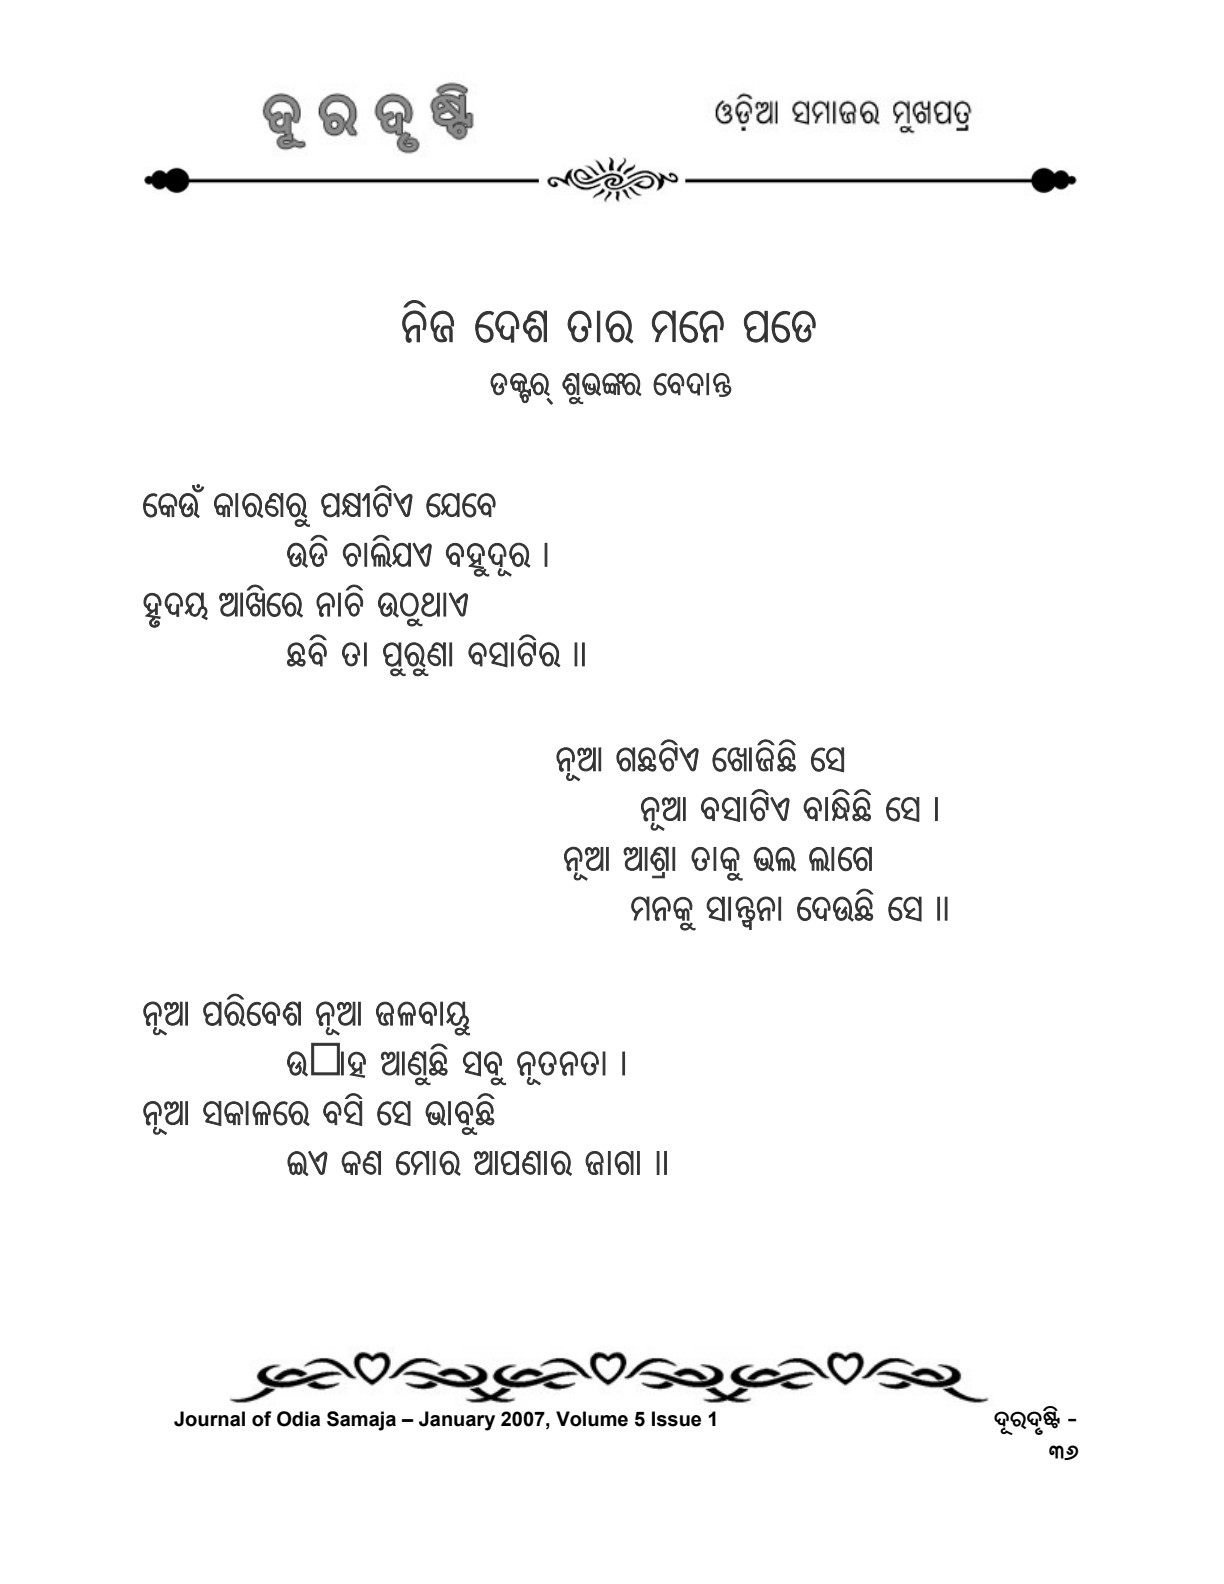 ଦୂରଦୃଷ୍ଟି ଓଡ଼ିଆ ସମାଜର ମୁଖପତ୍ର
ନିଜ ଦେଶ ତାର ମନେ ପଡେ
ଡକ୍ଟର୍ ଶୁଭଙ୍କର ବେଦାନ୍ତ
କେଉଁ କାରଣରୁ ପକ୍ଷୀଟିଏ ଯେବେ
ଉଡି ଚାଲିଯଏ ବହୁଦୂର ।
ହୃଦୟ ଆଖିରେ ନାଚି ଉଠୁଥାଏ
ଛବି ତା ପୁରୁଣା ବସାଟିର ॥
ନୂଆ ଗଛଟିଏ ଖୋଜିଛି ସେ
ନୂଆ ବସାଟିଏ ବାନ୍ଧିଛି ସେ ।
ନୂଆ ଆଶ୍ରା ତାକୁ ଭଲ ଲାଗେ
ମନକୁ ସାନ୍ତ୍ୱନା ଦେଉଛି ସେ ॥
ନୂଆ ପରିବେଶ ନୂଆ ଜଳବାୟୁ
ଉ□ାହ ଆଣୁଛି ସବୁ ନୂତନତା ।
ନୂଆ ସକାଳରେ ବସି ସେ ଭାବୁଛି
ଇଏ କଣ ମୋର ଆପଣାର ଜାଗା ॥
Journal of Odia Samaja – January 2007, Volume 5 Issue 1 ଦୂରଦୃଷ୍ଟି -
୩୬